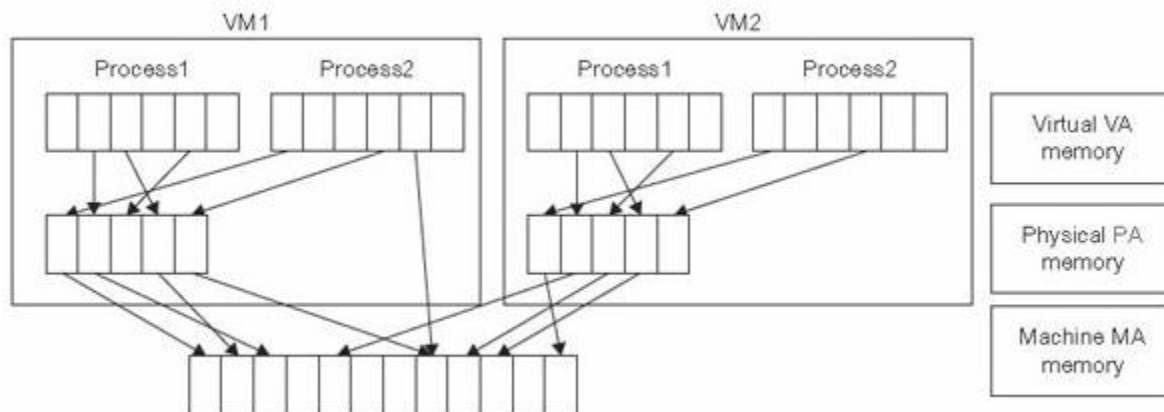 VM1
VM2
Process1
Process2
Process1
Process2
Virtual VA
memory
Physical PA
memory
Machine MA
memory